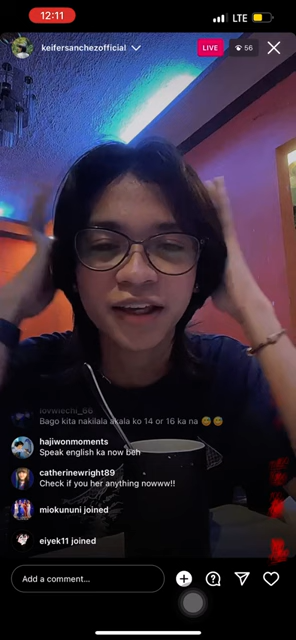 12:11
LTE
keifersanchezofficial
LIVE
56
lovwiechi_66
Bago kita nakilala akala ko 14 or 16 ka na 😇😇
hajiwonmoments
Speak english ka now beh
catherinewright89
Check if you her anything nowww!!
miokununi joined
eiyek11 joined
Add a comment...